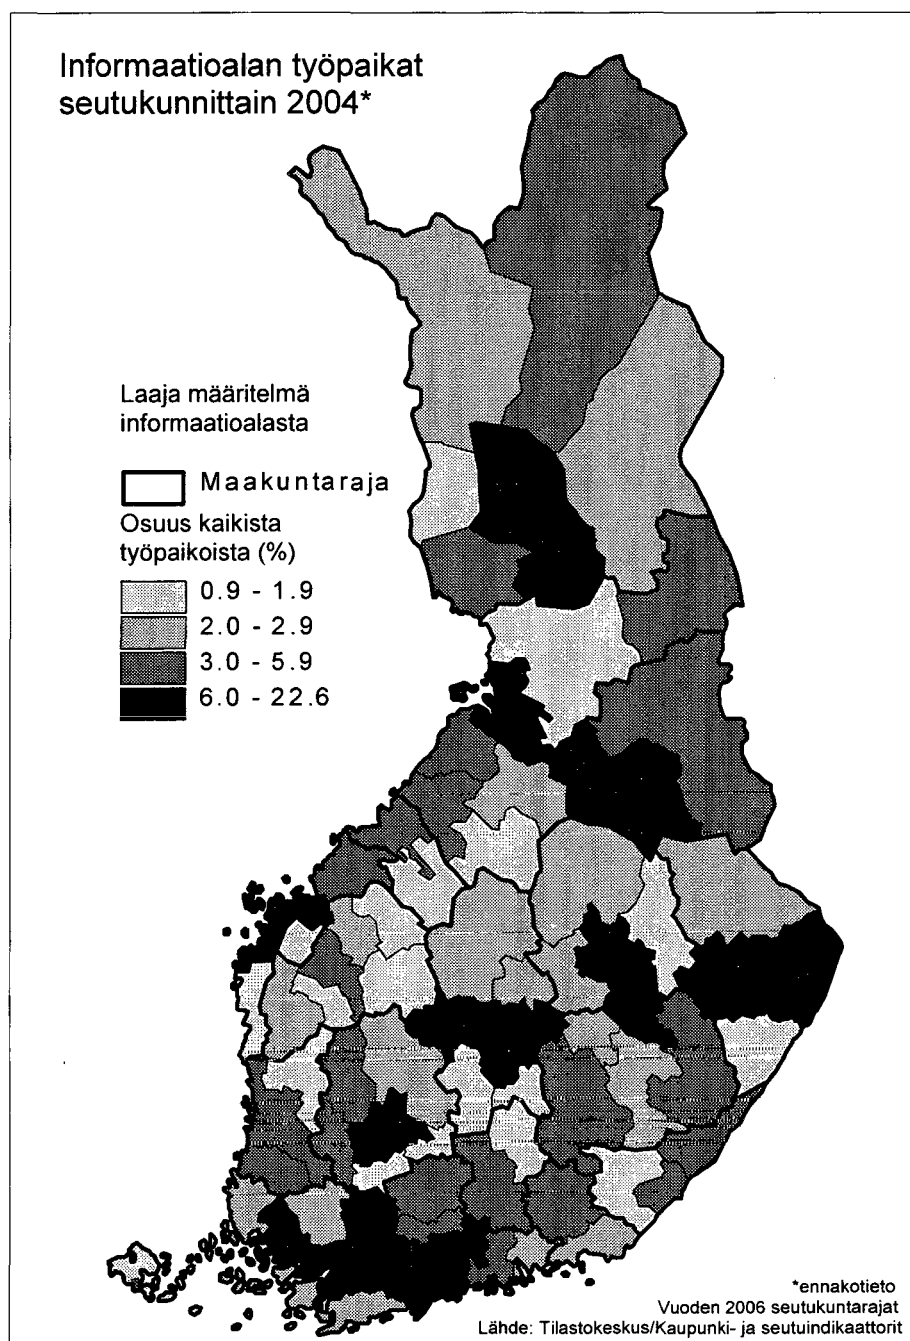 Informaatioalan työpaikat
seutukunnittain 2004*
Laaja määritelmä
informaatioalasta
Maakuntaraja
Osuus kaikista
työpaikoista (%)
0.9 - 1.9
2.0 - 2.9
3.0 - 5.9
6.0 - 22.6
*ennakotieto
Vuoden 2006 seutukuntarajat
Lähde: Tilastokeskus/Kaupunki- ja seutuindikaattorit